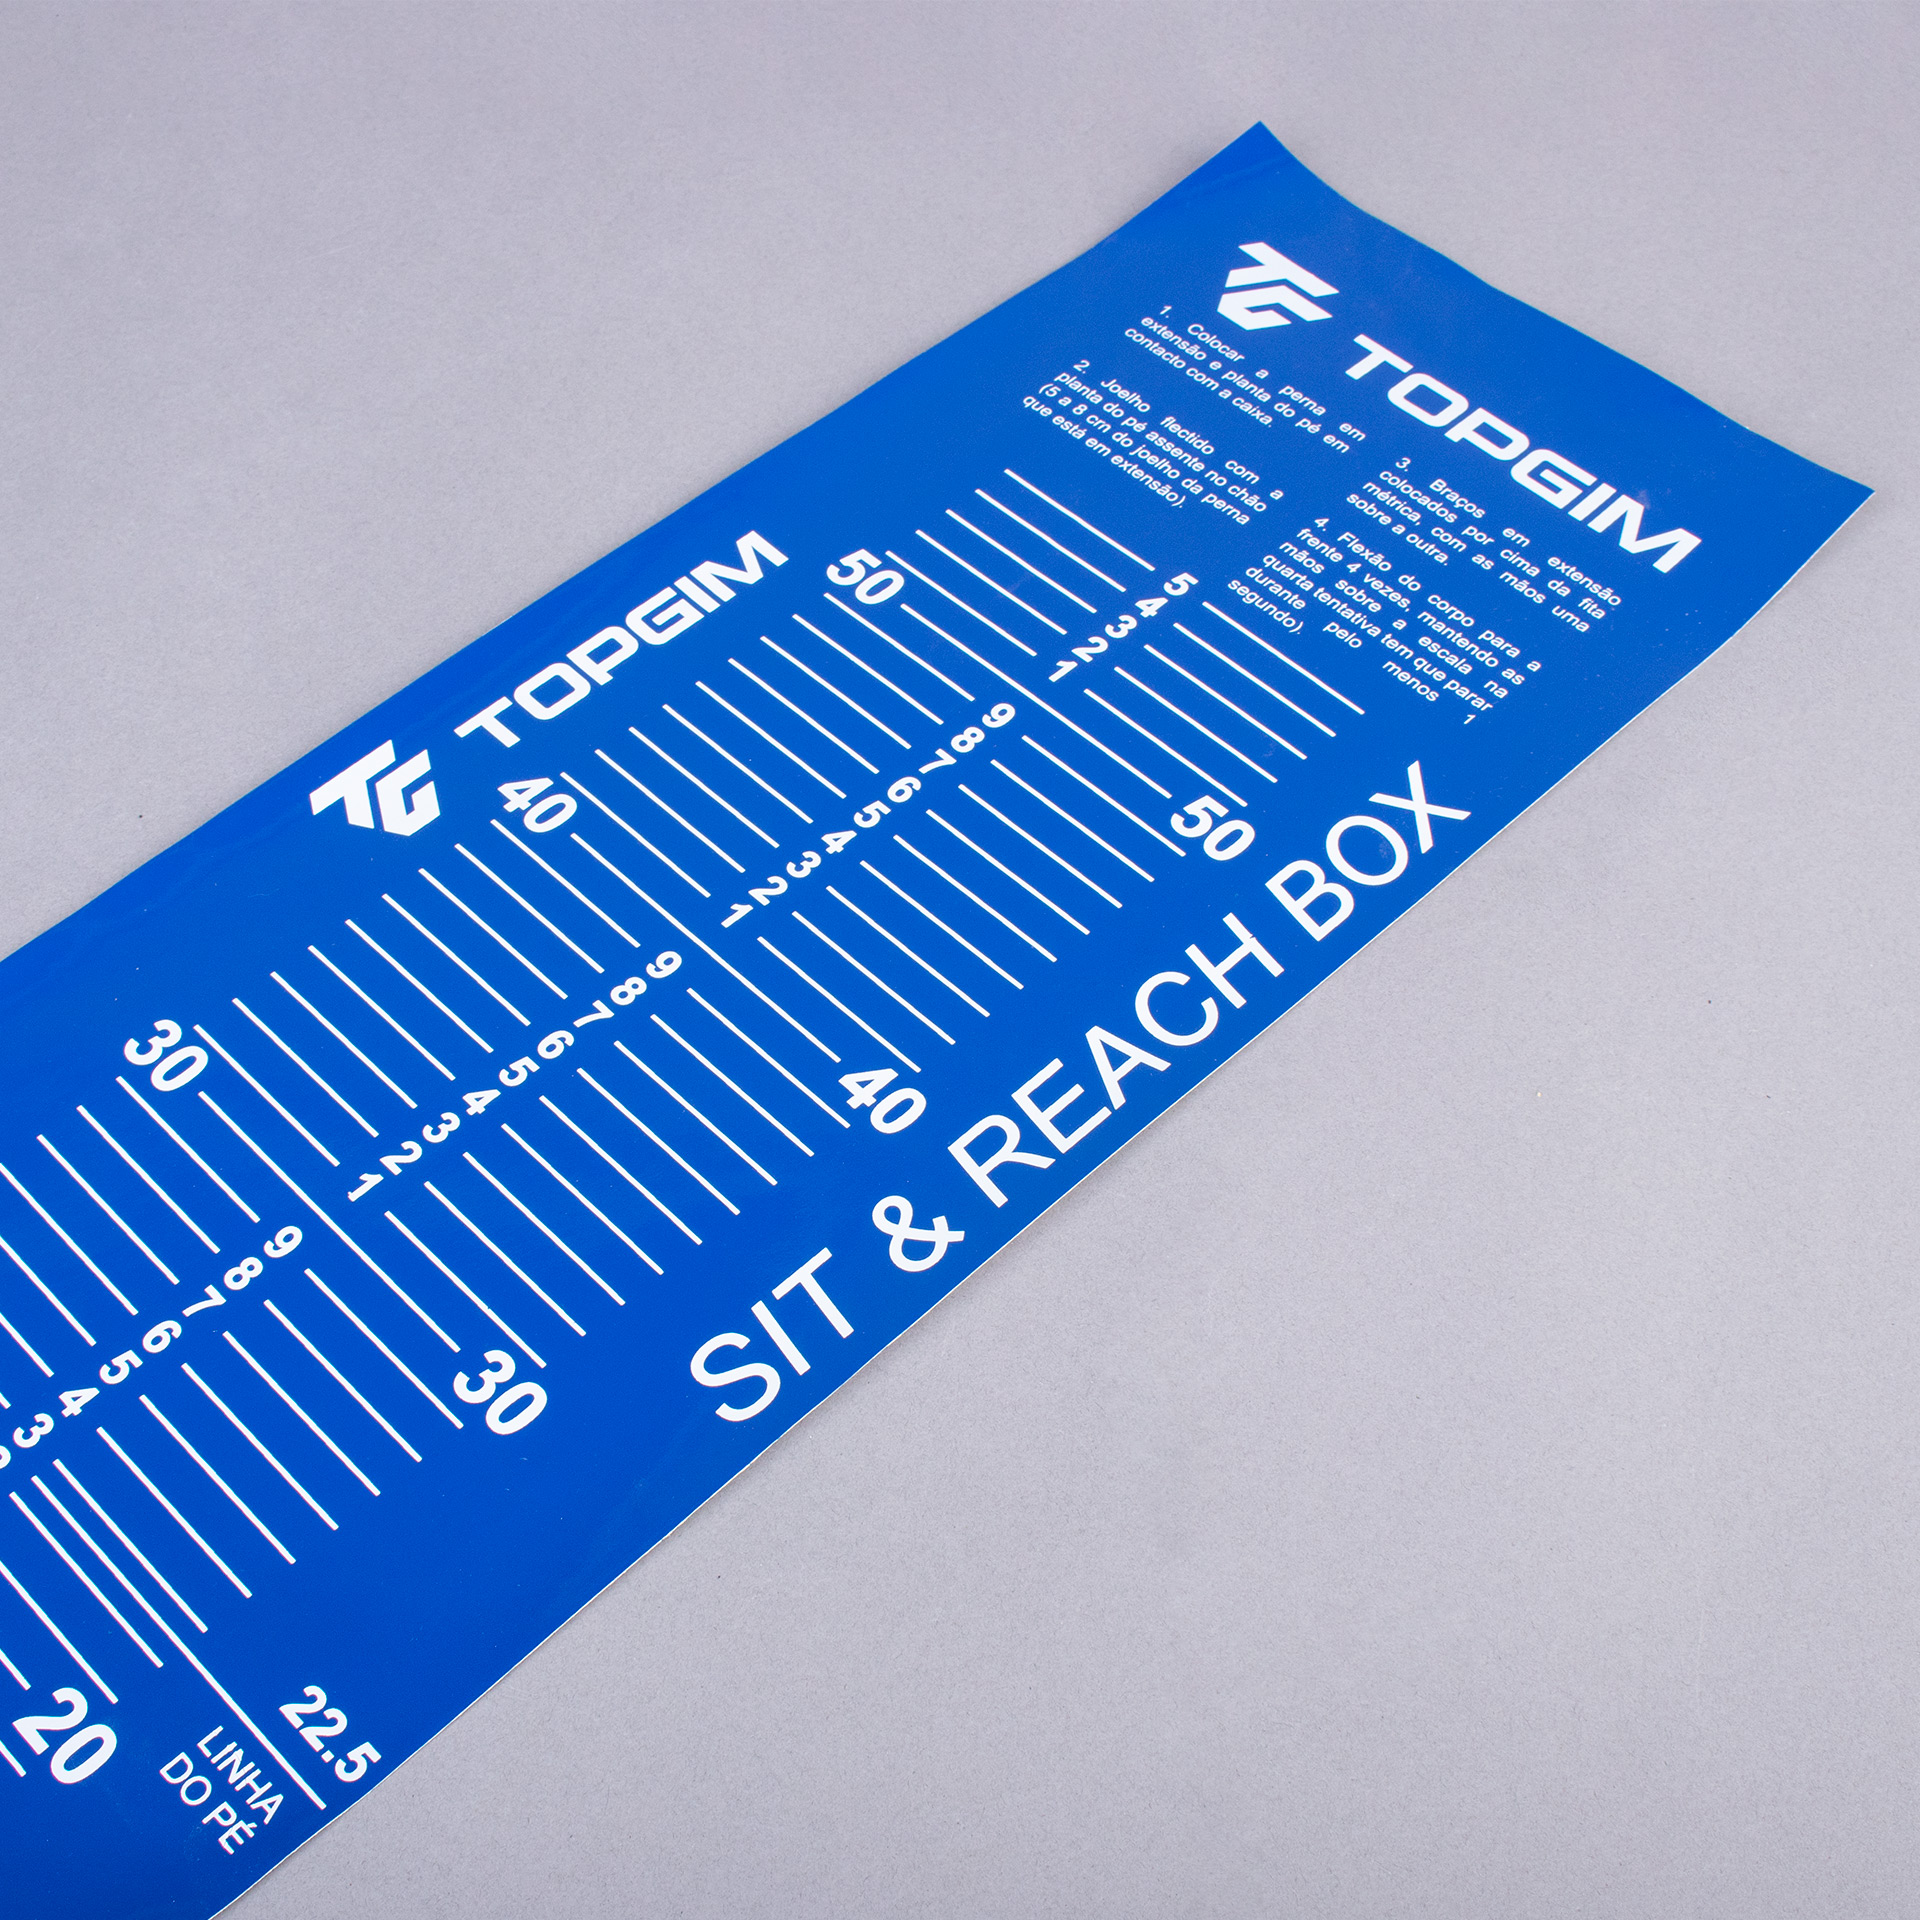 TG TOPGIM
1. Colocar a perna em
extensão e planta do pé em
contacto com a caixa.
2. Joelho flectido com a
planta do pé assente no chão
(5 a 8 cm do joelho da perna
que está em extensão).
3. Braços em extensão
colocados por cima da fita
métrica, com as mãos uma
sobre a outra.
4. Flexão do corpo para a
frente 4 vezes, mantendo as
mãos sobre a escala na
quarta tentativa tem que parar
durante pelo menos 1
segundo).
5
4
3
2
1
50 50
9
8
7
6
5
4
3
2
1
40 40
9
8
7
6
5
4
3
2
1
30 30
9
8
7
6
5
4
3
22.5
LINHA
DO PÉ
20
TG TOPGIM
SIT & REACH BOX